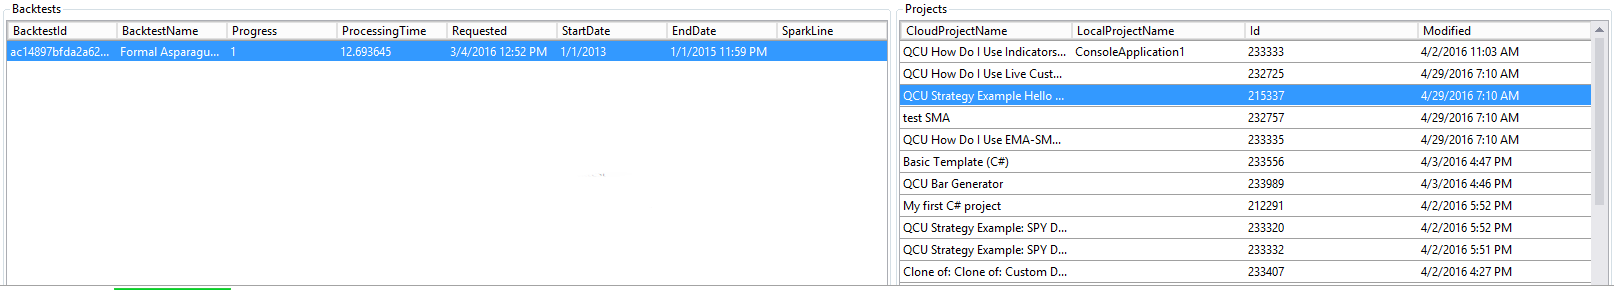 Backtests
BacktestId BacktestName Progress ProcessingTime Requested StartDate EndDate SparkLine
ac14897bfda2a62... Formal Asparagu... 1 12.693645 3/4/2016 12:52 PM 1/1/2013 1/1/2015 11:59 PM
Projects
CloudProjectName LocalProjectName Id Modified
QCU How Do I Use Indicators... ConsoleApplication1 233333 4/2/2016 11:03 AM
QCU How Do I Use Live Cust... 232725 4/29/2016 7:10 AM
QCU Strategy Example Hello ... 215337 4/29/2016 7:10 AM
test SMA 232757 4/29/2016 7:10 AM
QCU How Do I Use EMA-SM... 233335 4/29/2016 7:10 AM
Basic Template (C#) 233556 4/3/2016 4:47 PM
QCU Bar Generator 233989 4/3/2016 4:46 PM
My first C# project 212291 4/2/2016 5:52 PM
QCU Strategy Example: SPY D... 233320 4/2/2016 5:52 PM
QCU Strategy Example: SPY D... 233332 4/2/2016 5:51 PM
Clone of: Clone of: Custom D... 233407 4/2/2016 4:27 PM